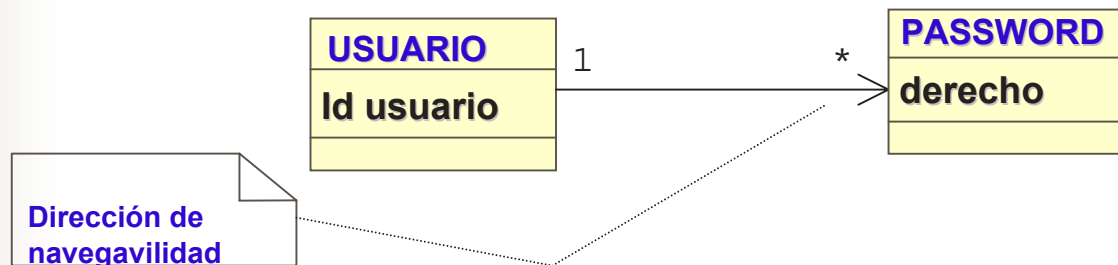 USUARIO
Id usuario
1
*
PASSWORD
derecho
Dirección de
navegavilidad